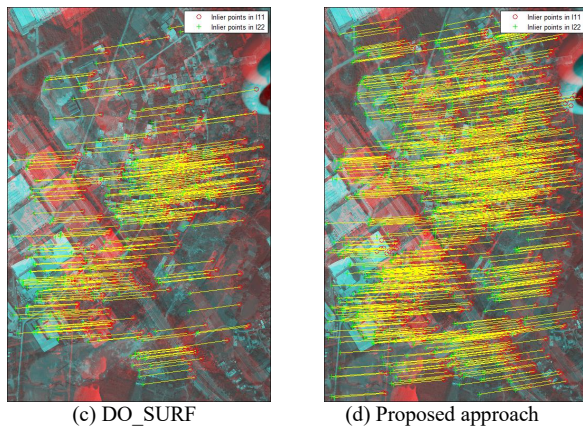 Inlier points in I11
Inlier points in I22
Inlier points in I11
Inlier points in I22
(c) DO_SURF
(d) Proposed approach